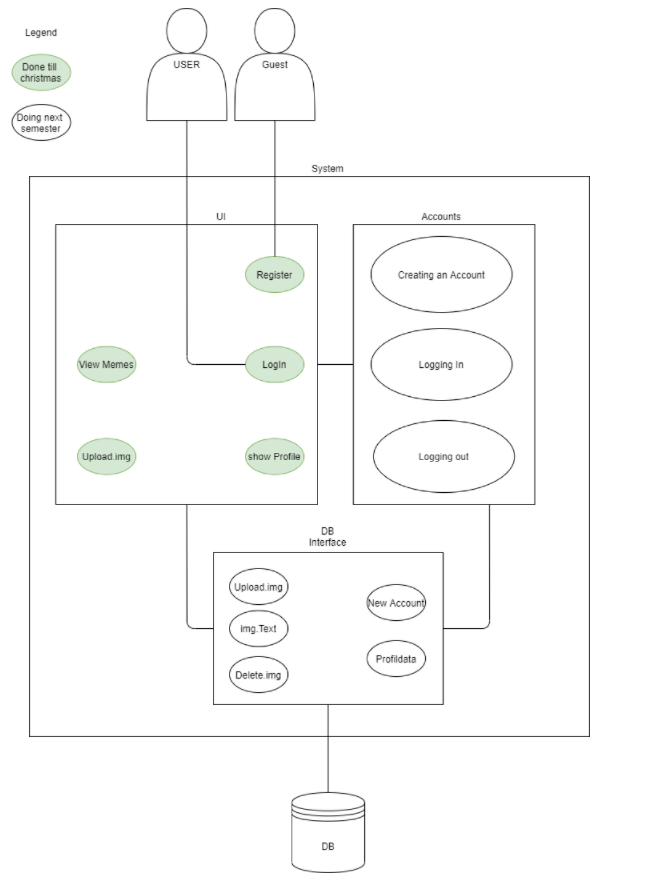 Legend
Done till
christmas
Doing next
semester
USER
Guest
System
UI
Accounts
Register
Creating an Account
View Memes
LogIn
Logging In
Upload.img
show Profile
Logging out
DB
Interface
Upload.img
New Account
img.Text
Profildata
Delete.img
DB